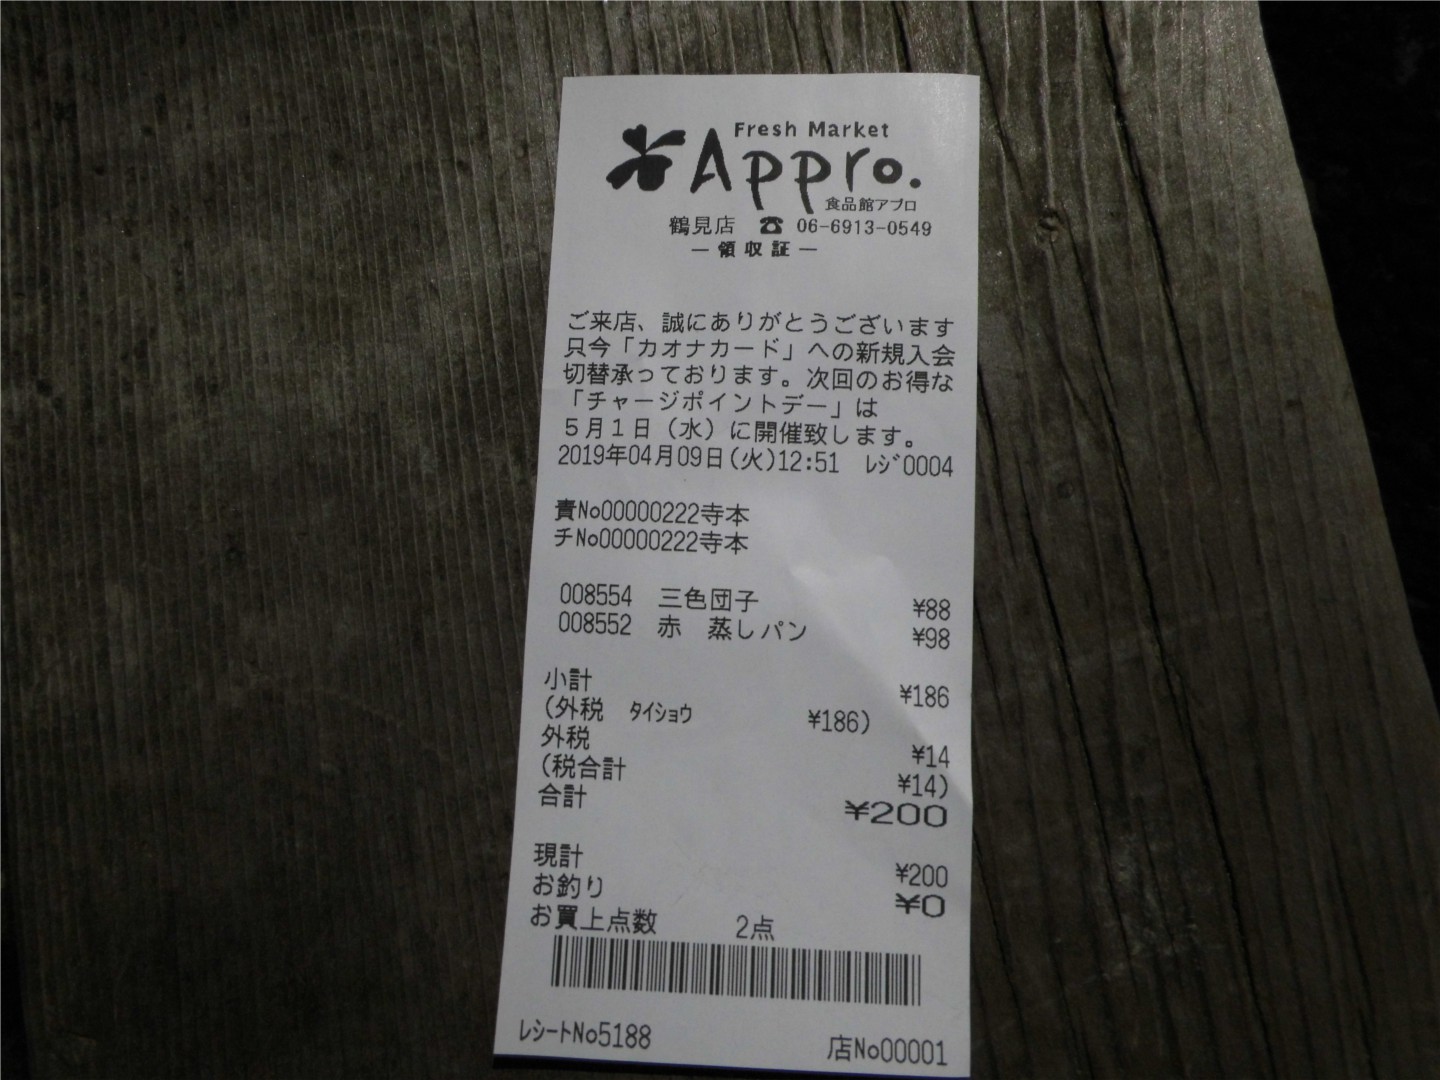 Fresh Market
Appro.
食品館アプロ
鶴見店 ☎ 06-6913-0549
―領収証―
ご来店、誠にありがとうございます
只今「カオナカード」への新規入会
切替承っております。次回のお得な
「チャージポイントデー」は
5月1日（水）に開催致します。
2019年04月09日(火)12:51 ﾚｼﾞ0004
責No00000222寺本
チNo00000222寺本
008554 三色団子 ¥88
008552 赤 蒸しパン ¥98
小計 ¥186
(外税 ﾀｲｼｮｳ ¥186)
外税 ¥14
(税合計 ¥14)
合計 ¥200
現計 ¥200
お釣り ¥0
お買上点数 2点
ﾚｼｰﾄNo5188 店No00001